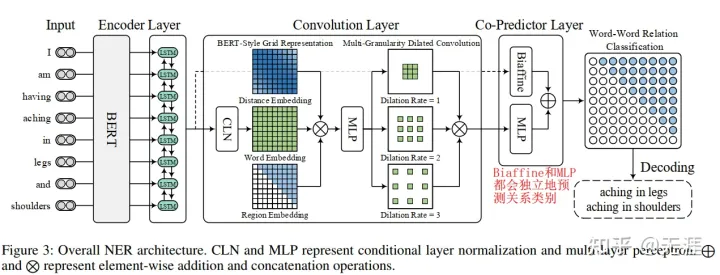 Input
Encoder Layer
Convolution Layer
Co-Predictor Layer
I
am
having
aching
in
legs
and
shoulders
BERT
LSTM
LSTM
LSTM
LSTM
LSTM
LSTM
LSTM
LSTM
CLN
BERT-Style Grid Representation
Distance Embedding
Word Embedding
Region Embedding
MLP
Multi-Granularity Dilated Convolution
Dilation Rate = 1
Dilation Rate = 2
Dilation Rate = 3
Biaffine
MLP
Biaffine和MLP
都会独立地预
测关系类别
Word-Word Relation
Classification
Decoding
aching in legs
aching in shoulders
Figure 3: Overall NER architecture. CLN and MLP represent conditional layer normalization and multi-layer perceptron. ⊕
and ⊗ represent element-wise addition and concatenation operations.
知乎 @天涯